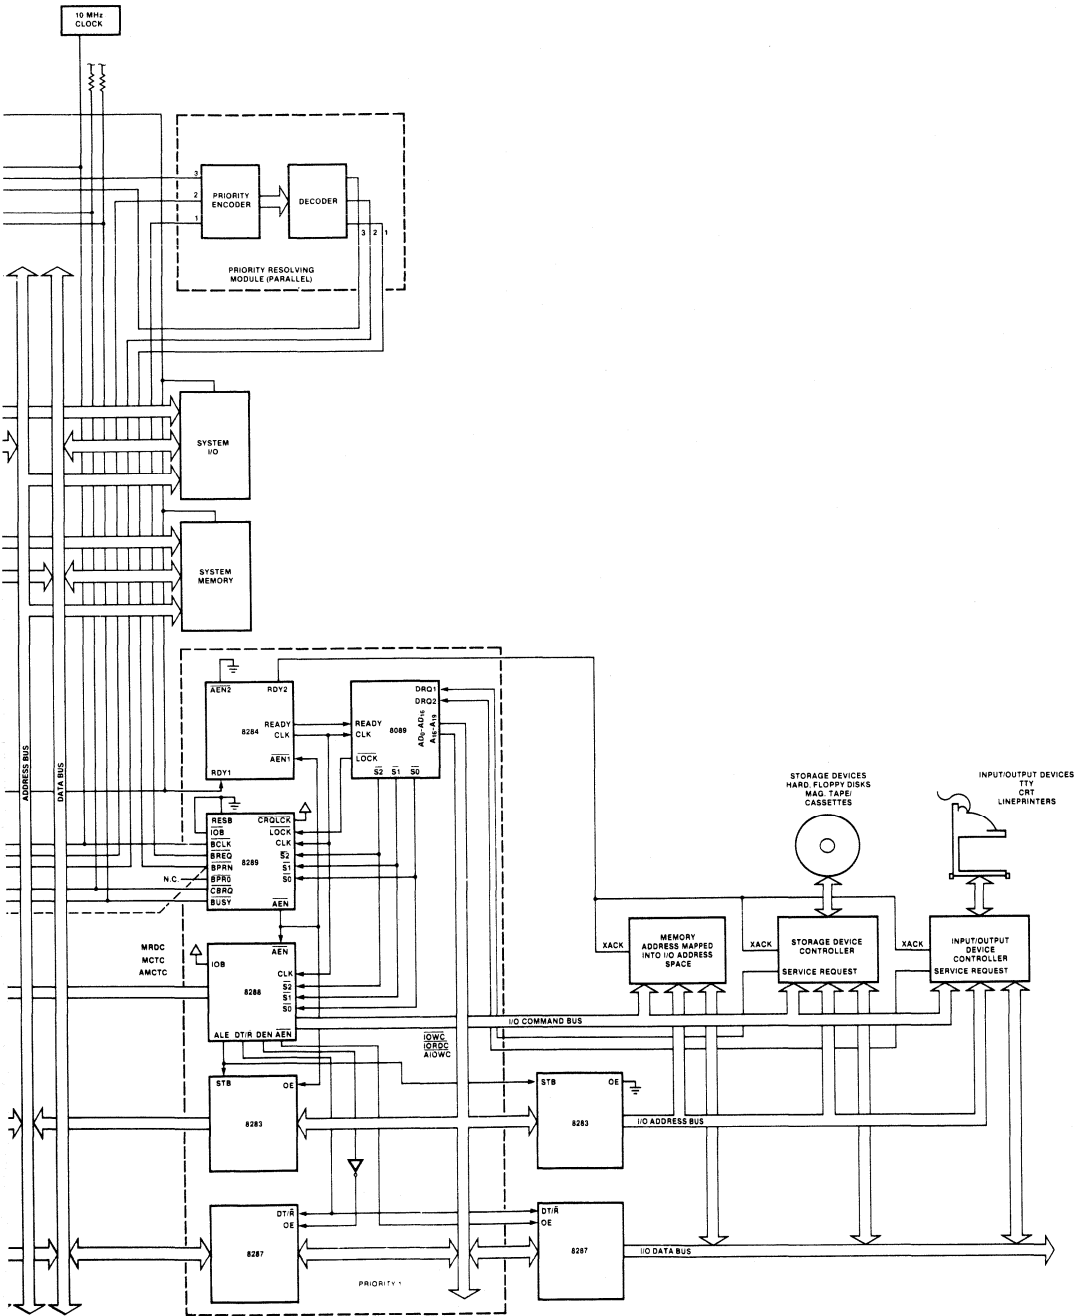 10 MHz
CLOCK
3
2
1
PRIORITY
ENCODER
DECODER
3 2 1
PRIORITY RESOLVING
MODULE (PARALLEL)
SYSTEM
I/O
SYSTEM
MEMORY
ADDRESS BUS
DATA BUS
AEN2
RDY2
READY
8284
CLK
AEN1
RDY1
DRQ1
DRQ2
READY
8089
CLK
AD0-AD15
A16-A19
LOCK
S2 S1 S0
RESB
CRQLCK
IOB
LOCK
BCLK
CLK
BREQ
8289
S2
BPRN
S1
N.C.
BPRO
S0
CBRQ
BUSY
AEN
MRDC
MCTC
AMCTC
AEN
IOB
CLK
8288
S2
S1
S0
ALE DT/R DEN AEN
I/O COMMAND BUS
IOWC
IORDC
AIOWC
STB
OE
8283
STB
OE
8283
I/O ADDRESS BUS
DT/R
OE
8287
DT/R
OE
8287
I/O DATA BUS
PRIORITY 1
STORAGE DEVICES
HARD, FLOPPY DISKS
MAG. TAPE/
CASSETTES
INPUT/OUTPUT DEVICES
TTY
CRT
LINEPRINTERS
XACK
MEMORY
ADDRESS MAPPED
INTO I/O ADDRESS
SPACE
XACK
STORAGE DEVICE
CONTROLLER
SERVICE REQUEST
XACK
INPUT/OUTPUT
DEVICE
CONTROLLER
SERVICE REQUEST